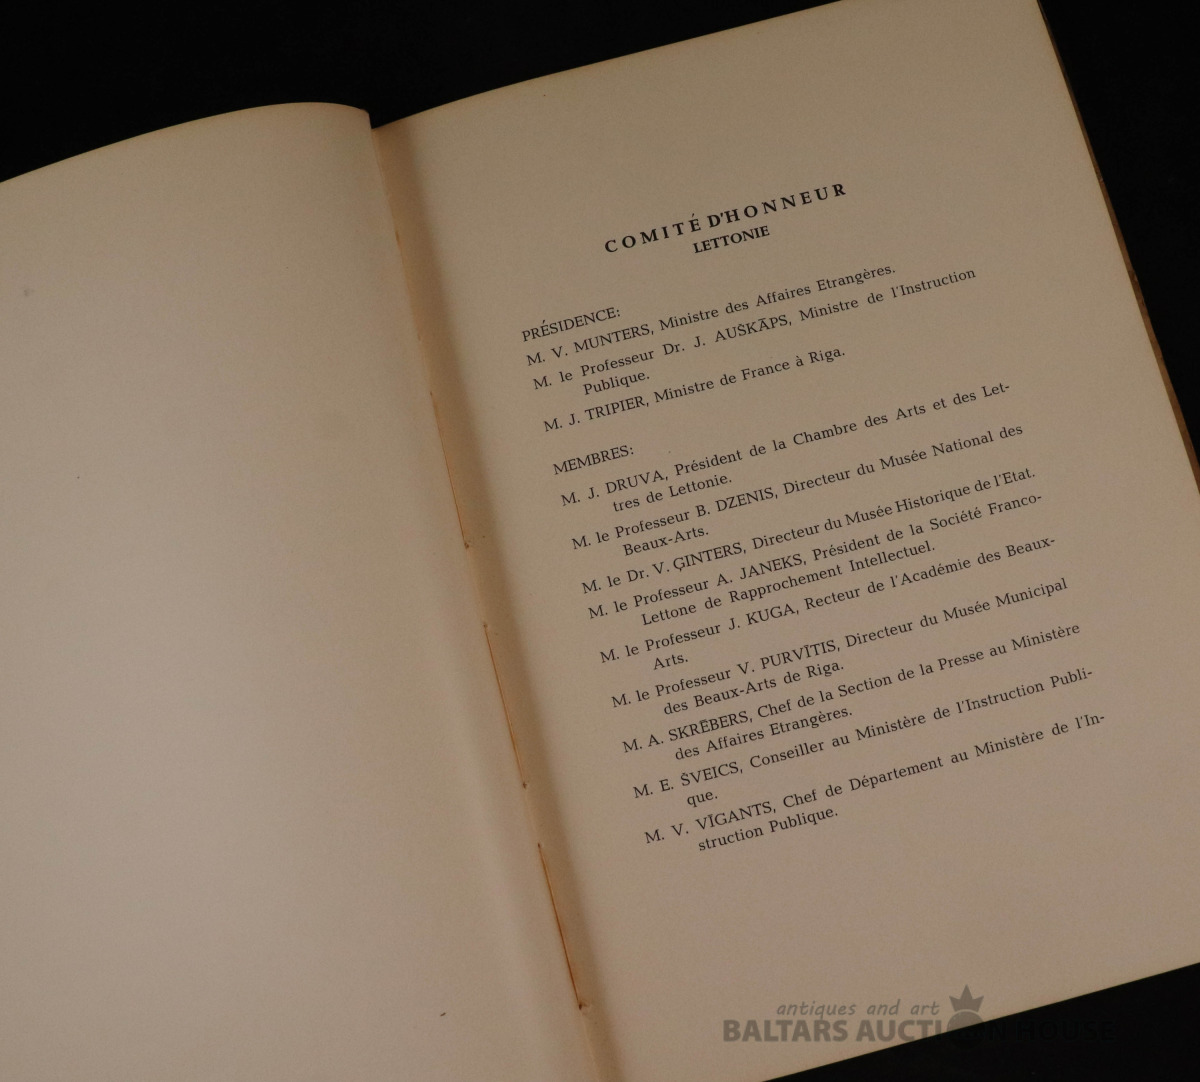 COMITÉ D'HONNEUR
LETTONIE
PRÉSIDENCE:
M. V. MUNTERS, Ministre des Affaires Etrangères.
M. le Professeur Dr. J. AUŠKĀPS, Ministre de l'Instruction
Publique.
M. J. TRIPIER, Ministre de France à Riga.
MEMBRES:
M. J. DRUVA, Président de la Chambre des Arts et des Let-
tres de Lettonie.
M. le Professeur B. DZENIS, Directeur du Musée National des
Beaux-Arts.
M. le Dr. V. ĢINTERS, Directeur du Musée Historique de l'Etat.
M. le Professeur A. JANEKS, Président de la Société Franco-
Lettone de Rapprochement Intellectuel.
M. le Professeur J. KUGA, Recteur de l'Académie des Beaux-
Arts.
M. le Professeur V. PURVĪTIS, Directeur du Musée Municipal
des Beaux-Arts de Riga.
M. A. SKRĒBERS, Chef de la Section de la Presse au Ministère
des Affaires Etrangères.
M. E. ŠVEICS, Conseiller au Ministère de l'Instruction Publi-
que.
M. V. VĪGANTS, Chef de Département au Ministère de l'In-
struction Publique.
antiques and art
BALTARS AUCTION HOUSE